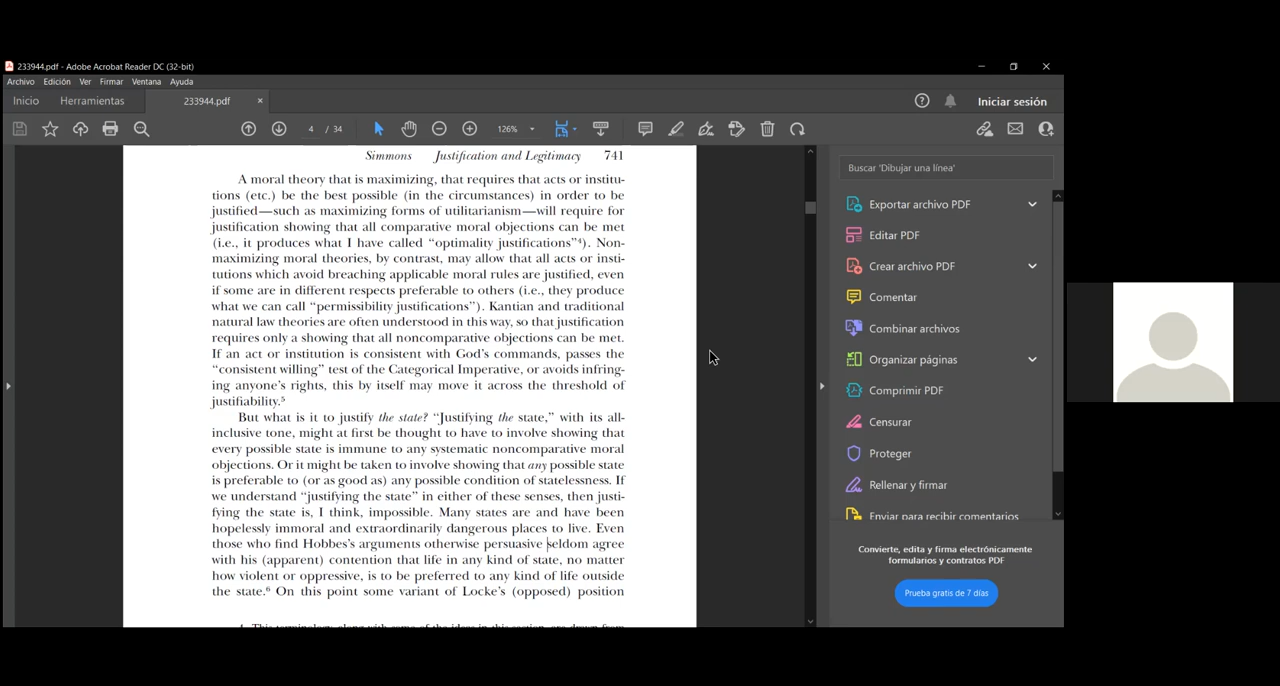 233944.pdf - Adobe Acrobat Reader DC (32-bit)
Archivo Edición Ver Firmar Ventana Ayuda
Inicio Herramientas 233944.pdf × Iniciar sesión
4 / 34 126%
Simmons Justification and Legitimacy 741
A moral theory that is maximizing, that requires that acts or institu-
tions (etc.) be the best possible (in the circumstances) in order to be
justified—such as maximizing forms of utilitarianism—will require for
justification showing that all comparative moral objections can be met
(i.e., it produces what I have called “optimality justifications”⁴). Non-
maximizing moral theories, by contrast, may allow that all acts or insti-
tutions which avoid breaching applicable moral rules are justified, even
if some are in different respects preferable to others (i.e., they produce
what we can call “permissibility justifications”). Kantian and traditional
natural law theories are often understood in this way, so that justification
requires only a showing that all noncomparative objections can be met.
If an act or institution is consistent with God’s commands, passes the
“consistent willing” test of the Categorical Imperative, or avoids infring-
ing anyone’s rights, this by itself may move it across the threshold of
justifiability.⁵
But what is it to justify the state? “Justifying the state,” with its all-
inclusive tone, might at first be thought to have to involve showing that
every possible state is immune to any systematic noncomparative moral
objections. Or it might be taken to involve showing that any possible state
is preferable to (or as good as) any possible condition of statelessness. If
we understand “justifying the state” in either of these senses, then justi-
fying the state is, I think, impossible. Many states are and have been
hopelessly immoral and extraordinarily dangerous places to live. Even
those who find Hobbes’s arguments otherwise persuasive seldom agree
with his (apparent) contention that life in any kind of state, no matter
how violent or oppressive, is to be preferred to any kind of life outside
the state.⁶ On this point some variant of Locke’s (opposed) position
4. This terminology, along with some of the ideas in this section, are drawn from
Buscar 'Dibujar una línea'
Exportar archivo PDF
Editar PDF
Crear archivo PDF
Comentar
Combinar archivos
Organizar páginas
Comprimir PDF
Censurar
Proteger
Rellenar y firmar
Enviar para recibir comentarios
Convierte, edita y firma electrónicamente
formularios y contratos PDF
Prueba gratis de 7 días